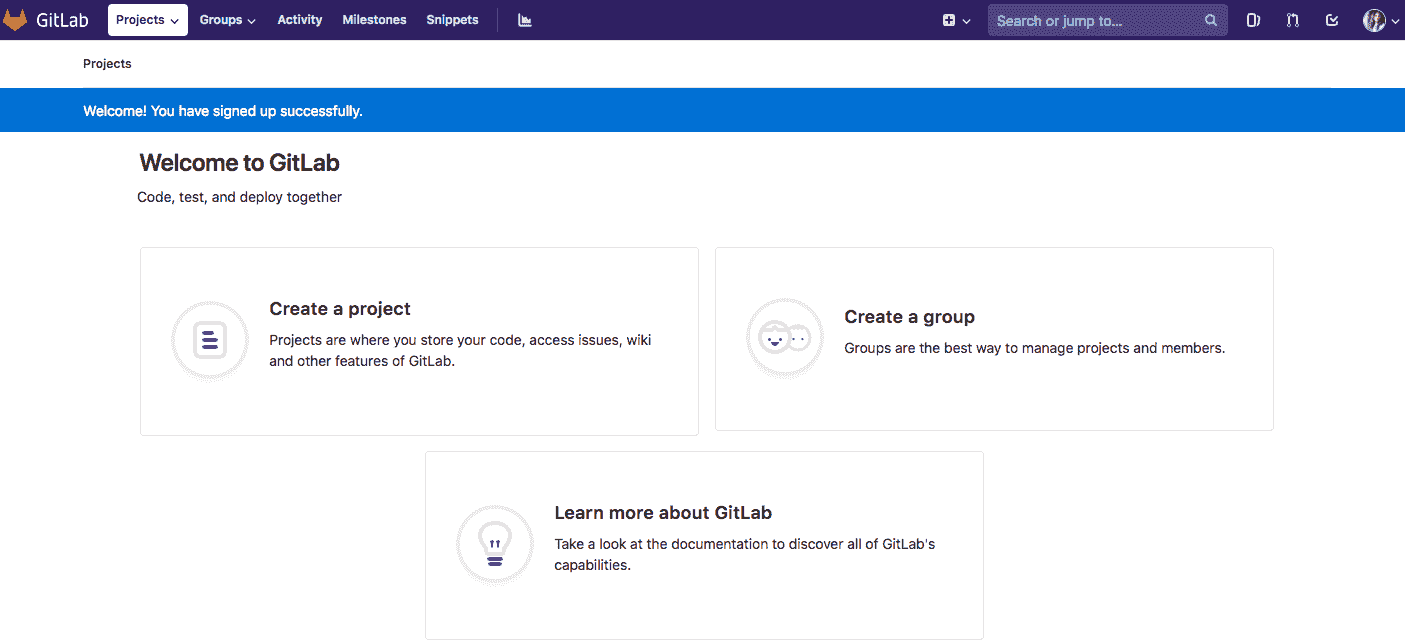 GitLab Projects Groups Activity Milestones Snippets Search or jump to...
Projects
Welcome! You have signed up successfully.
Welcome to GitLab
Code, test, and deploy together
Create a project
Projects are where you store your code, access issues, wiki
and other features of GitLab.
Create a group
Groups are the best way to manage projects and members.
Learn more about GitLab
Take a look at the documentation to discover all of GitLab's
capabilities.